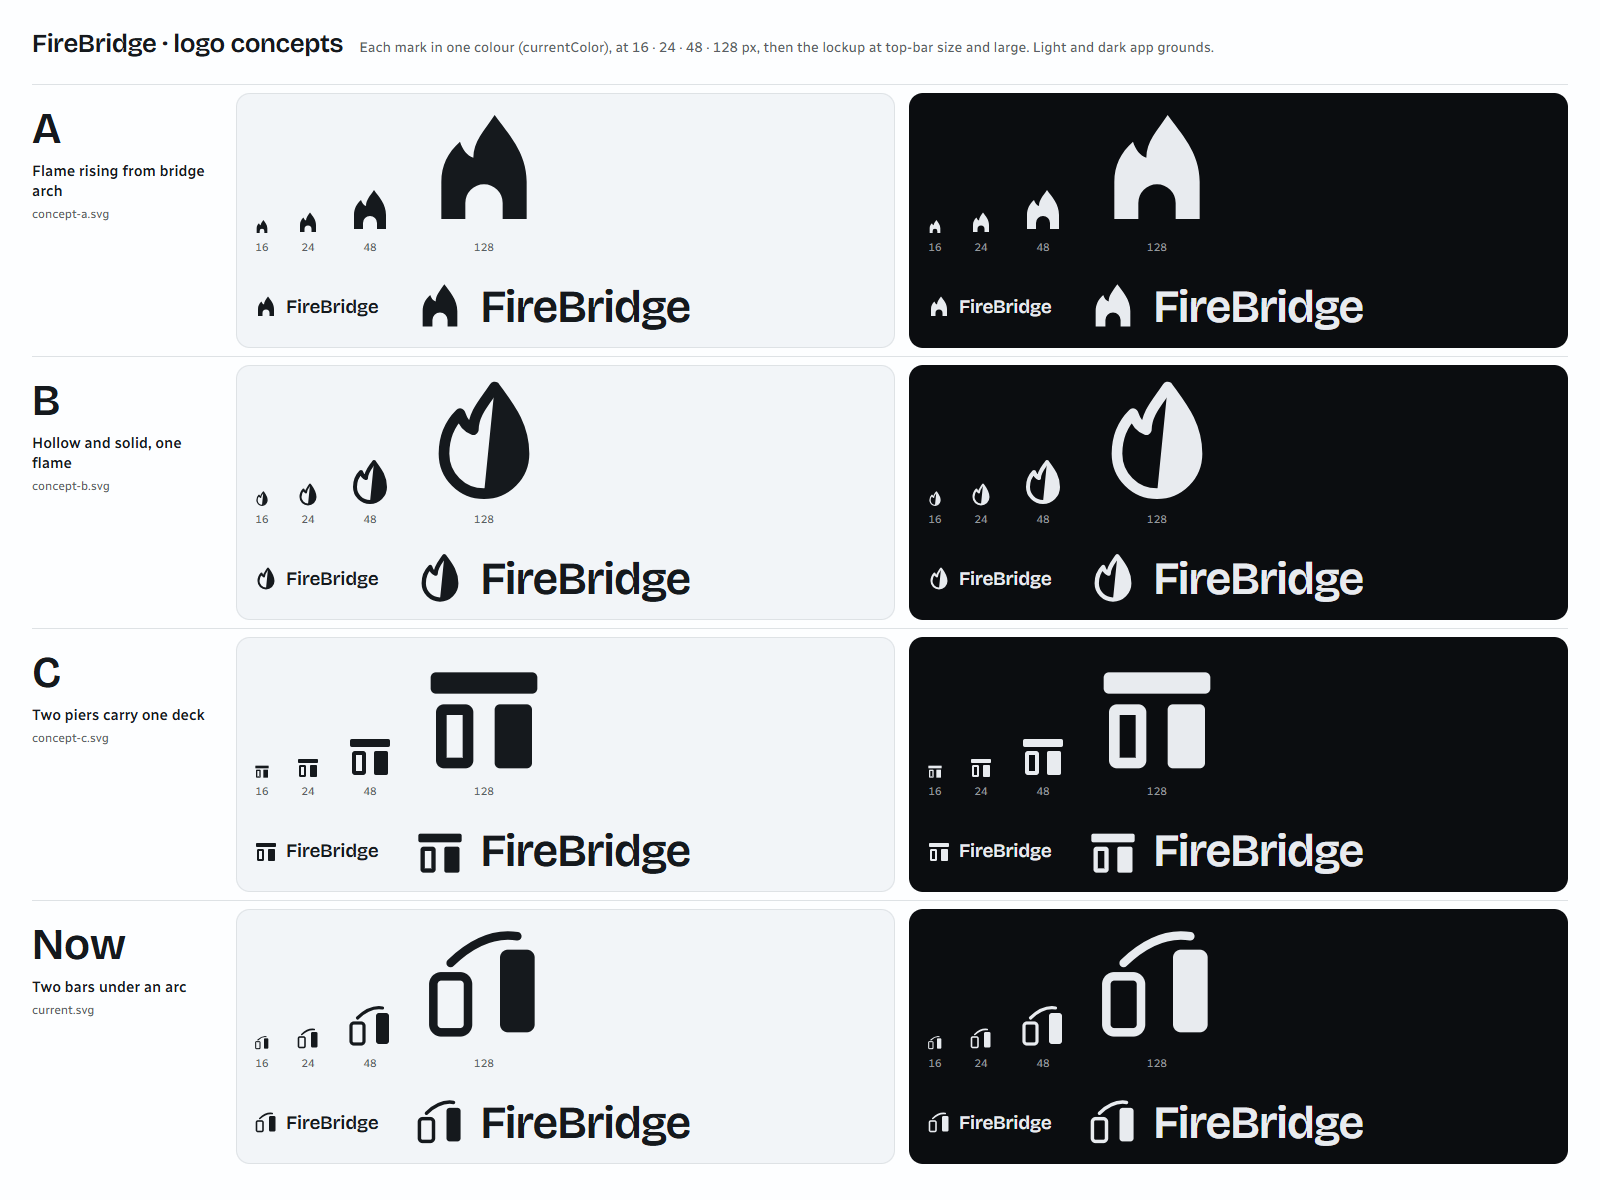 FireBridge · logo concepts Each mark in one colour (currentColor), at 16 · 24 · 48 · 128 px, then the lockup at top-bar size and large. Light and dark app grounds.
A
Flame rising from bridge
arch
concept-a.svg
16 24 48 128
FireBridge FireBridge
16 24 48 128
FireBridge FireBridge
B
Hollow and solid, one
flame
concept-b.svg
16 24 48 128
FireBridge FireBridge
16 24 48 128
FireBridge FireBridge
C
Two piers carry one deck
concept-c.svg
16 24 48 128
FireBridge FireBridge
16 24 48 128
FireBridge FireBridge
Now
Two bars under an arc
current.svg
16 24 48 128
FireBridge FireBridge
16 24 48 128
FireBridge FireBridge